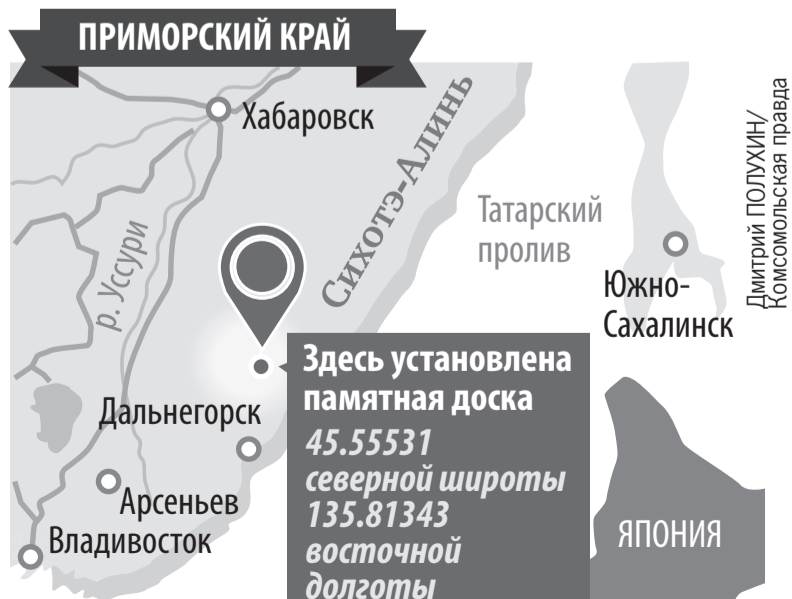 ПРИМОРСКИЙ КРАЙ
Хабаровск
Сихотэ-Алинь
р. Уссури
Татарский
пролив
Южно-
Сахалинск
Дмитрий ПОЛУХИН/
Комсомольская правда
Здесь установлена
памятная доска
45.55531
северной широты
135.81343
восточной
долготы
Дальнегорск
Арсеньев
Владивосток
ЯПОНИЯ